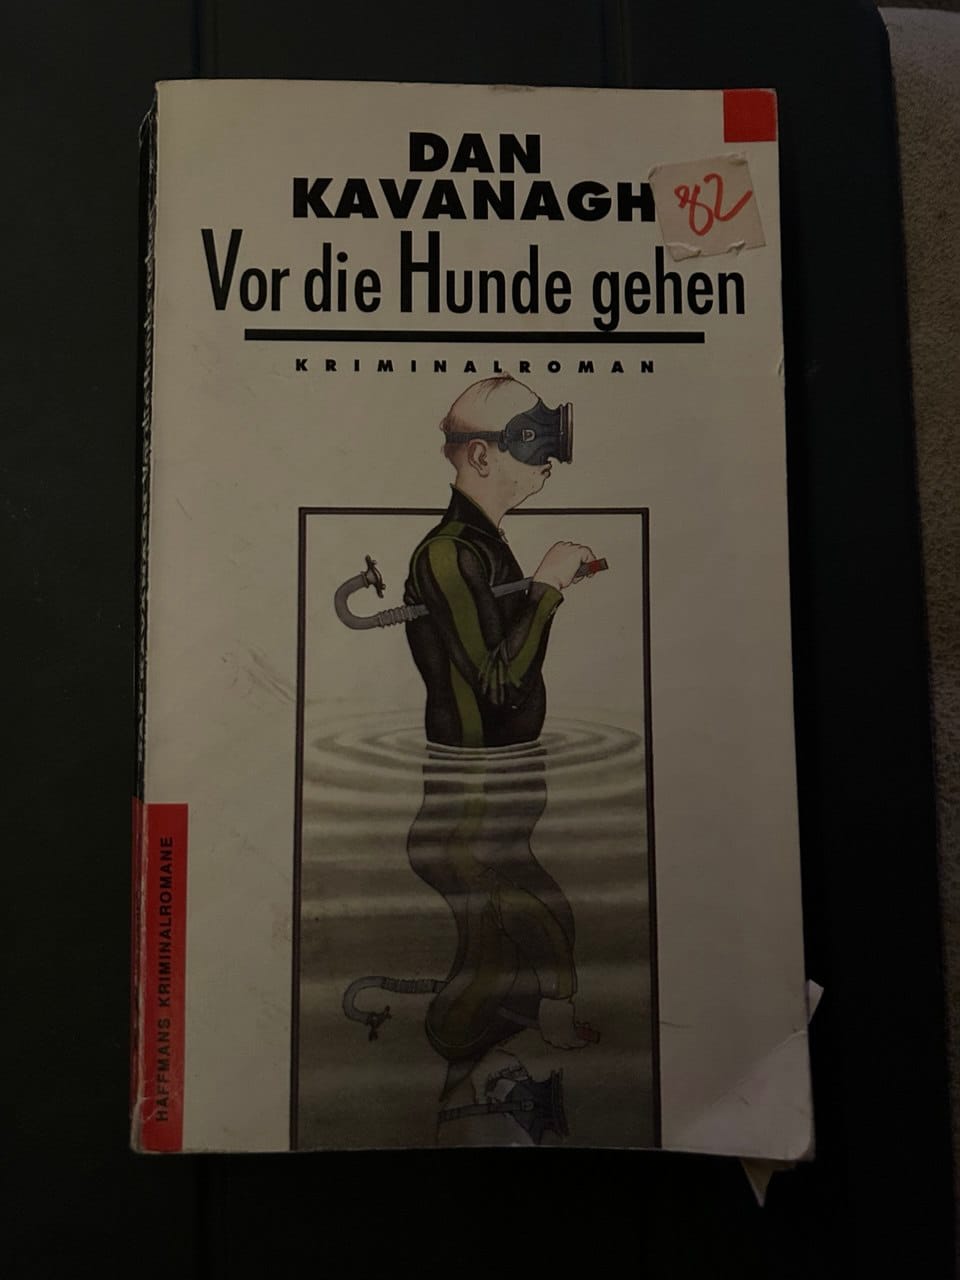 DAN
KAVANAGH
82
Vor die Hunde gehen
KRIMINALROMAN
HAFFMANS KRIMINALROMANE